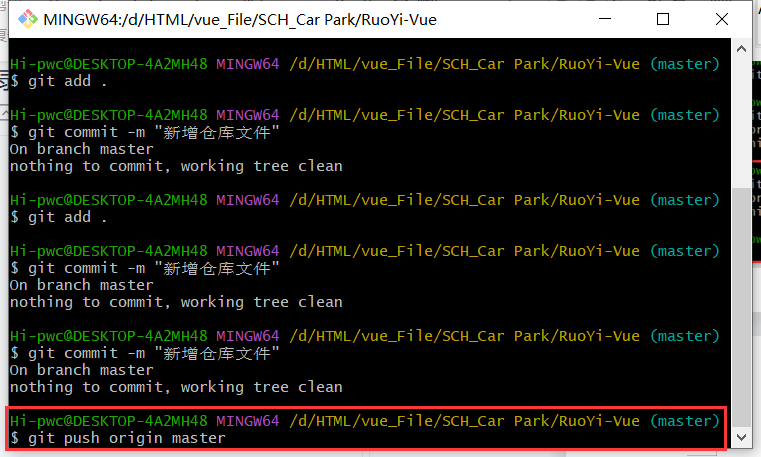 MINGW64:/d/HTML/vue_File/SCH_Car Park/RuoYi-Vue
Hi-pwc@DESKTOP-4A2MH48 MINGW64 /d/HTML/vue_File/SCH_Car Park/RuoYi-Vue (master)
$ git add .
Hi-pwc@DESKTOP-4A2MH48 MINGW64 /d/HTML/vue_File/SCH_Car Park/RuoYi-Vue (master)
$ git commit -m "新增仓库文件"
On branch master
nothing to commit, working tree clean
Hi-pwc@DESKTOP-4A2MH48 MINGW64 /d/HTML/vue_File/SCH_Car Park/RuoYi-Vue (master)
$ git add .
Hi-pwc@DESKTOP-4A2MH48 MINGW64 /d/HTML/vue_File/SCH_Car Park/RuoYi-Vue (master)
$ git commit -m "新增仓库文件"
On branch master
nothing to commit, working tree clean
Hi-pwc@DESKTOP-4A2MH48 MINGW64 /d/HTML/vue_File/SCH_Car Park/RuoYi-Vue (master)
$ git commit -m "新增仓库文件"
On branch master
nothing to commit, working tree clean
Hi-pwc@DESKTOP-4A2MH48 MINGW64 /d/HTML/vue_File/SCH_Car Park/RuoYi-Vue (master)
$ git push origin master